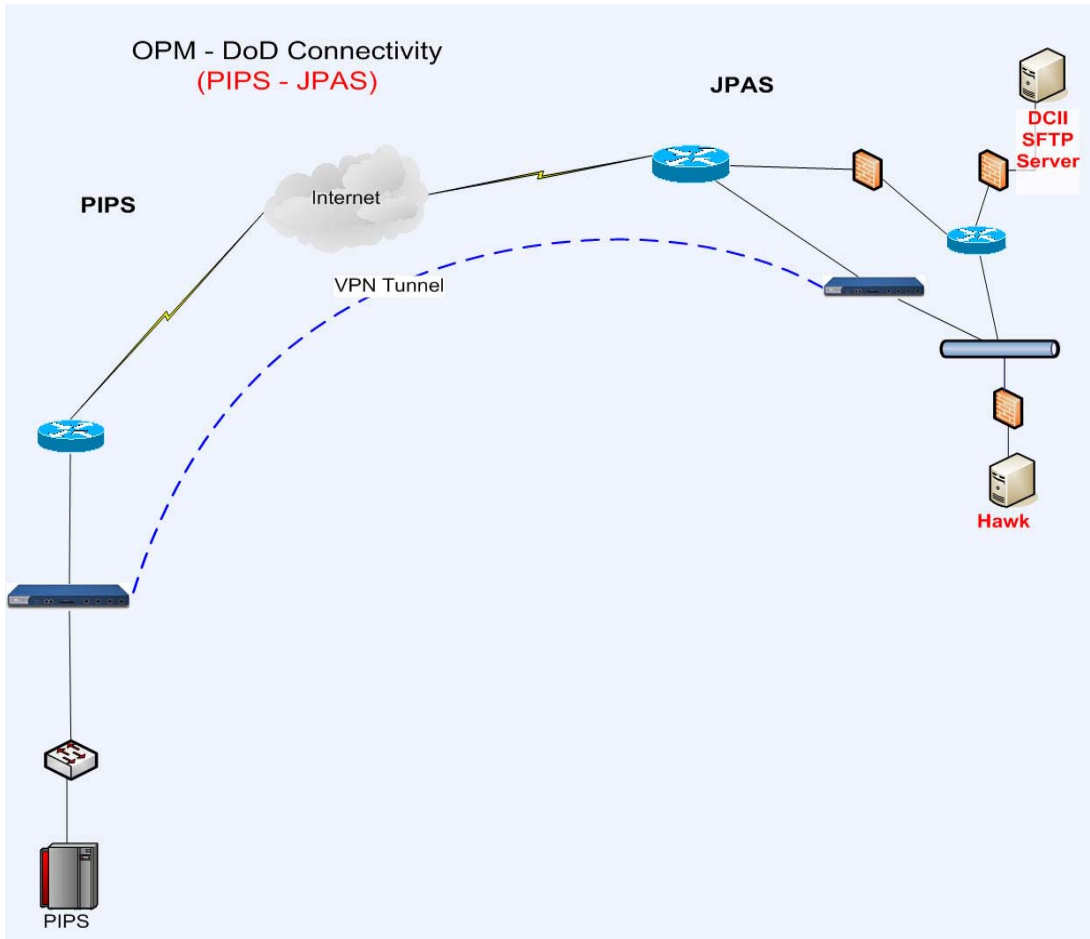 OPM - DoD Connectivity
(PIPS - JPAS)
JPAS
DCII
SFTP
Server
Internet
PIPS
VPN Tunnel
Hawk
PIPS